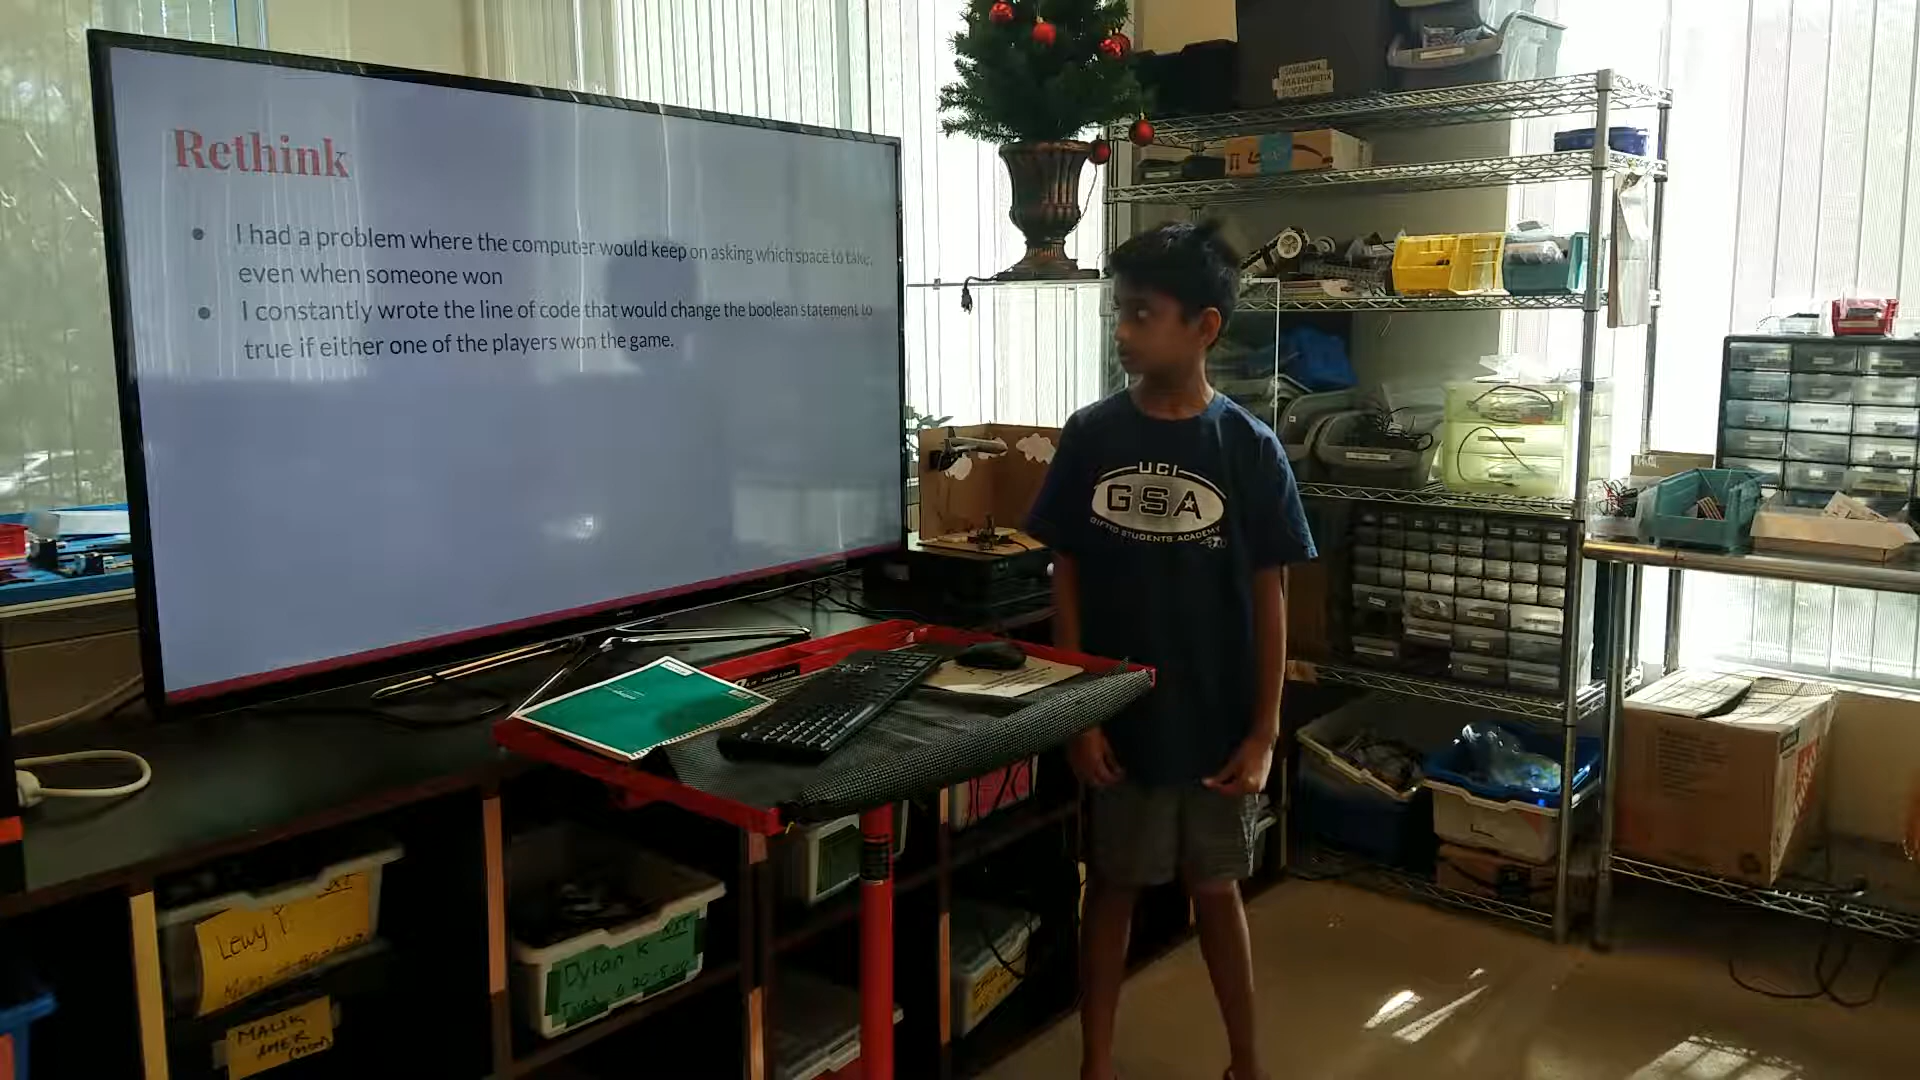 Rethink
I had a problem where the computer would keep on asking which space to take,
even when someone won
I constantly wrote the line of code that would change the boolean statement to
true if either one of the players won the game.
UCI
GSA
GIFTED STUDENTS ACADEMY
Lewy Y.
Dylan K
MALIK
AMER